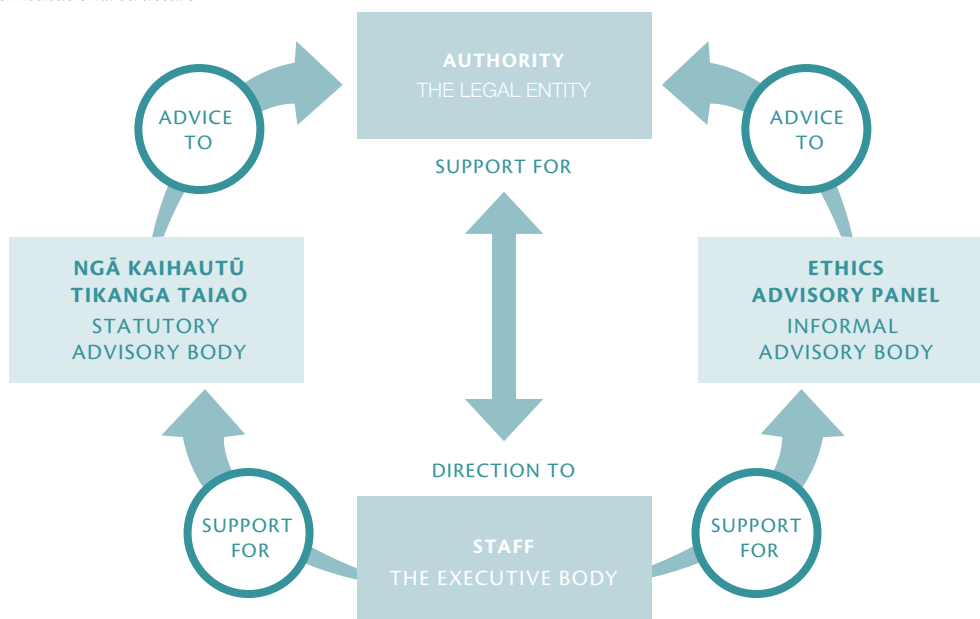 AUTHORITY
THE LEGAL ENTITY
ADVICE
TO
ADVICE
TO
SUPPORT FOR
NGĀ KAIHAUTŪ
TIKANGA TAIAO
STATUTORY
ADVISORY BODY
ETHICS
ADVISORY PANEL
INFORMAL
ADVISORY BODY
DIRECTION TO
SUPPORT
FOR
SUPPORT
FOR
STAFF
THE EXECUTIVE BODY